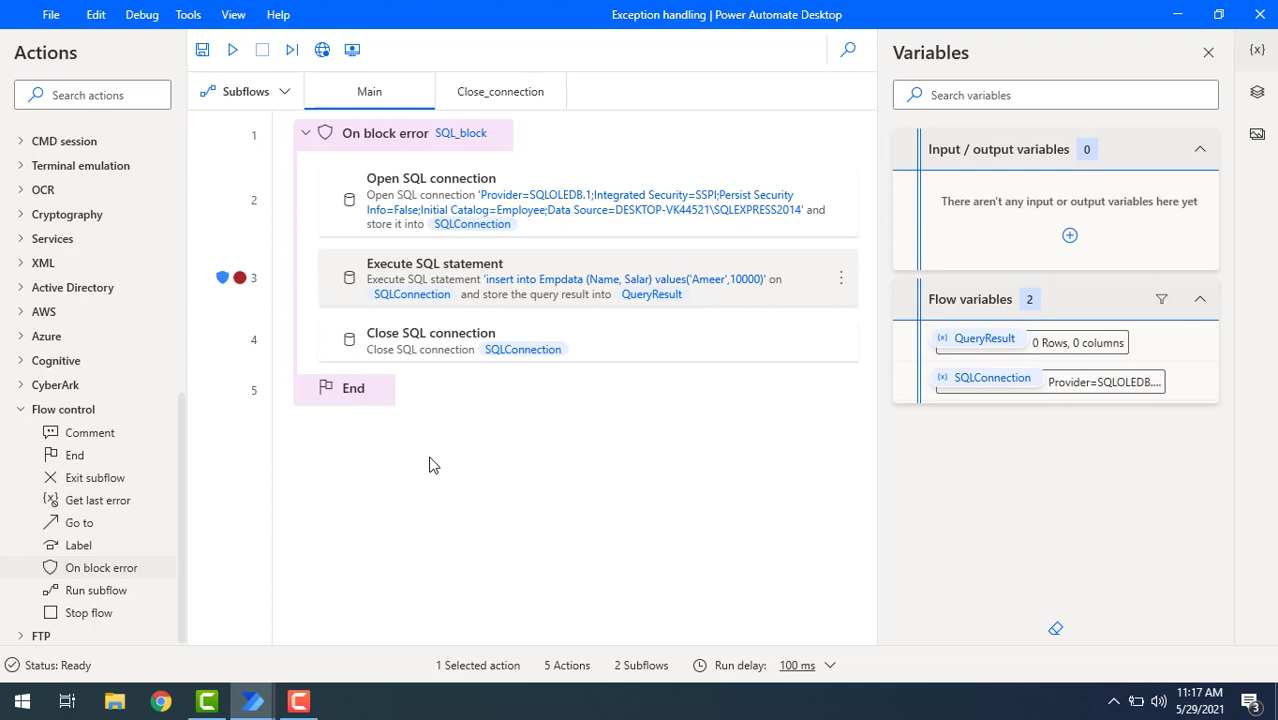 File Edit Debug Tools View Help Exception handling | Power Automate Desktop
Actions
Search actions
CMD session
Terminal emulation
OCR
Cryptography
Services
XML
Active Directory
AWS
Azure
Cognitive
CyberArk
Flow control
Comment
End
Exit subflow
Get last error
Go to
Label
On block error
Run subflow
Stop flow
FTP
Subflows Main Close_connection
1 On block error SQL_block
2 Open SQL connection
Open SQL connection 'Provider=SQLOLEDB.1;Integrated Security=SSPI;Persist Security
Info=False;Initial Catalog=Employee;Data Source=DESKTOP-VK44521\SQLEXPRESS2014' and
store it into SQLConnection
3 Execute SQL statement
Execute SQL statement 'insert into Empdata (Name, Salar) values('Ameer',10000)' on
SQLConnection and store the query result into QueryResult
4 Close SQL connection
Close SQL connection SQLConnection
5 End
Variables {x}
Search variables
Input / output variables 0
There aren't any input or output variables here yet
Flow variables 2
(x) QueryResult 0 Rows, 0 columns
(x) SQLConnection Provider=SQLOLEDB....
Status: Ready 1 Selected action 5 Actions 2 Subflows Run delay: 100 ms
11:17 AM
5/29/2021
3